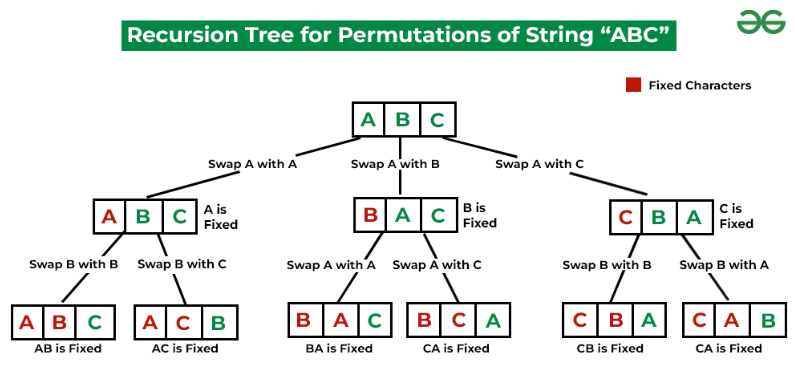 Recursion Tree for Permutations of String “ABC”
Fixed Characters
A B C
Swap A with A
Swap A with B
Swap A with C
A B C
A is
Fixed
B A C
B is
Fixed
C B A
C is
Fixed
Swap B with B
Swap B with C
Swap A with A
Swap A with C
Swap B with B
Swap B with A
A B C
A C B
B A C
B C A
C B A
C A B
AB is Fixed
AC is Fixed
BA is Fixed
CA is Fixed
CB is Fixed
CA is Fixed